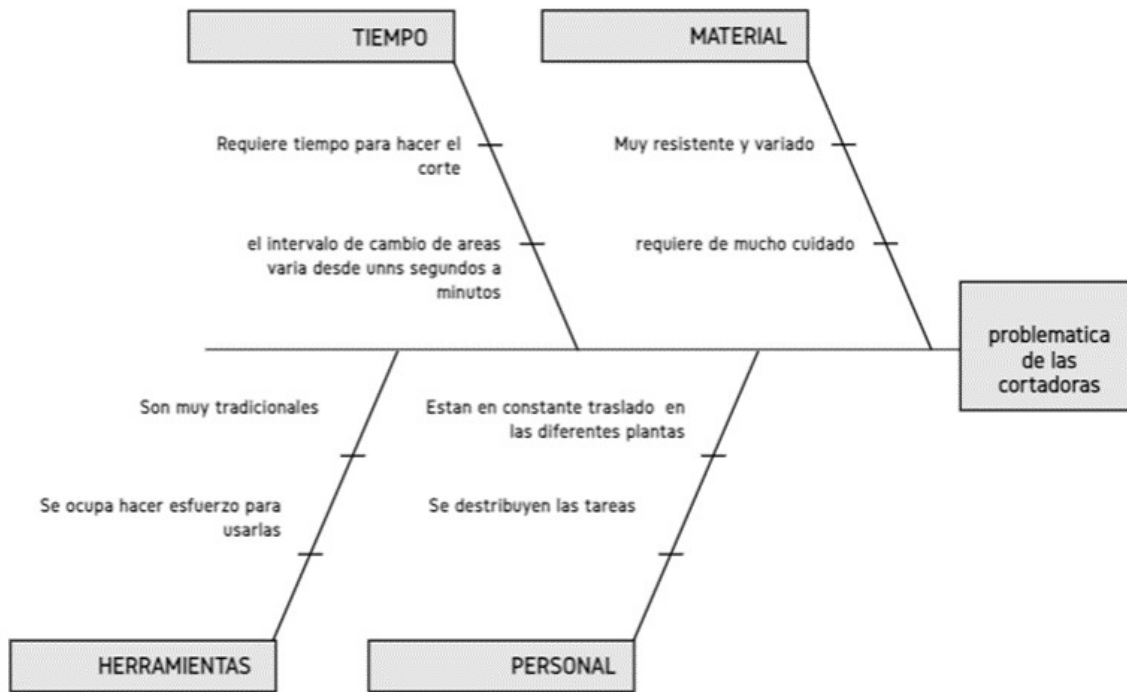 TIEMPO
MATERIAL
Requiere tiempo para hacer el
corte
Muy resistente y variado
el intervalo de cambio de areas
varia desde unns segundos a
minutos
requiere de mucho cuidado
problematica
de las
cortadoras
Son muy tradicionales
Estan en constante traslado en
las diferentes plantas
Se ocupa hacer esfuerzo para
usarlas
Se destribuyen las tareas
HERRAMIENTAS
PERSONAL